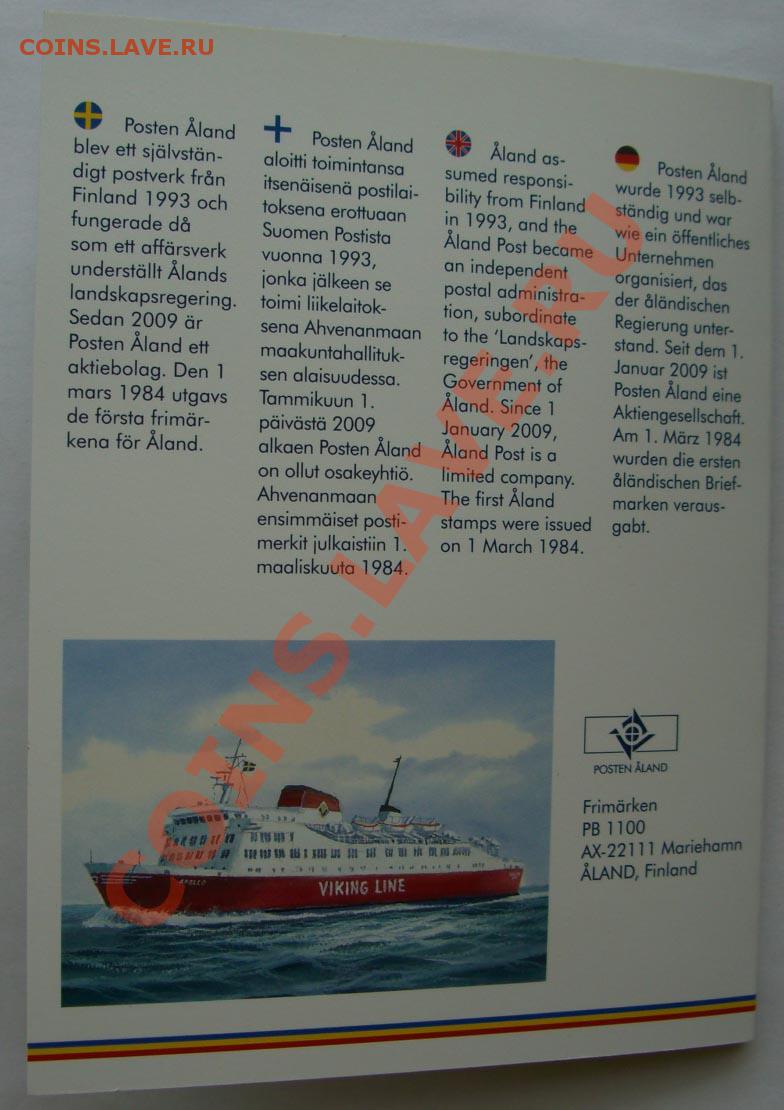 COINS.LAVE.RU
Posten Åland
blev ett självstän-
digt postverk från
Finland 1993 och
fungerade då
som ett affärsverk
underställt Ålands
landskapsregering.
Sedan 2009 är
Posten Åland ett
aktiebolag. Den 1
mars 1984 utgavs
de första frimär-
kena för Åland.
Posten Åland
aloitti toimintansa
itsenäisenä postilai-
toksena erottuaan
Suomen Postista
vuonna 1993,
jonka jälkeen se
toimi liikelaitok-
sena Ahvenanmaan
maakuntahallituk-
sen alaisuudessa.
Tammikuun 1.
päivästä 2009
alkaen Posten Åland
on ollut osakeyhtiö.
Ahvenanmaan
ensimmäiset posti-
merkit julkaistiin 1.
maaliskuuta 1984.
Åland as-
sumed responsi-
bility from Finland
in 1993, and the
Åland Post became
an independent
postal administra-
tion, subordinate
to the ‘Landskaps-
regeringen’, the
Government of
Åland. Since 1
January 2009,
Åland Post is a
limited company.
The first Åland
stamps were issued
on 1 March 1984.
Posten Åland
wurde 1993 selb-
ständig und war
wie ein öffentliches
Unternehmen
organisiert, das
der åländischen
Regierung unter-
stand. Seit dem 1.
Januar 2009 ist
Posten Åland eine
Aktiengesellschaft.
Am 1. März 1984
wurden die ersten
åländischen Brief-
marken veraus-
gabt.
COINS.LAVE.RU
APOLLO
VIKING LINE
POSTEN ÅLAND
Frimärken
PB 1100
AX-22111 Mariehamn
ÅLAND, Finland